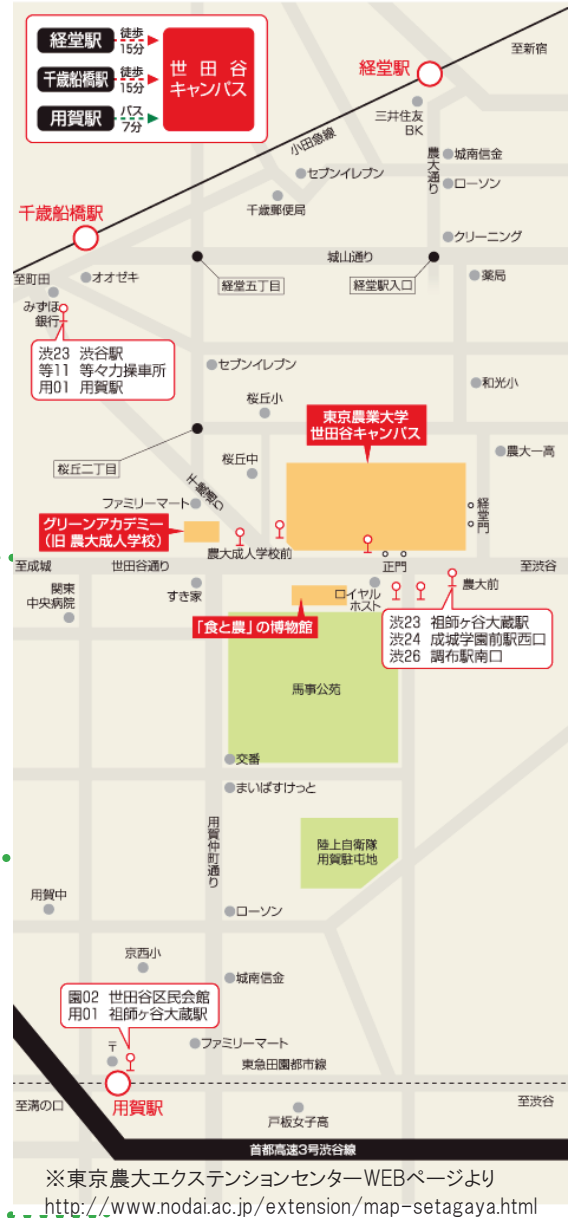 経堂駅
徒歩
15分
千歳船橋駅
徒歩
15分
用賀駅
バス
7分
世田谷
キャンパス
至新宿
経堂駅
三井住友
BK
小田急線
農大通り
城南信金
セブンイレブン
ローソン
千歳郵便局
千歳船橋駅
クリーニング
城山通り
至町田
オオゼキ
経堂五丁目
経堂駅入口
薬局
みずほ
銀行
渋23 渋谷駅
等11 等々力操車所
用01 用賀駅
セブンイレブン
和光小
桜丘小
東京農業大学
世田谷キャンパス
桜丘二丁目
桜丘中
農大一高
千歳通り
ファミリーマート
経堂門
グリーンアカデミー
(旧 農大成人学校)
農大成人学校前
至成城
世田谷通り
正門
至渋谷
関東
中央病院
すき家
ロイヤル
ホスト
農大前
「食と農」の博物館
渋23 祖師ヶ谷大蔵駅
渋24 成城学園前駅西口
渋26 調布駅南口
馬事公苑
交番
まいばすけっと
用賀仲町通り
陸上自衛隊
用賀駐屯地
用賀中
ローソン
京西小
城南信金
園02 世田谷区民会館
用01 祖師ヶ谷大蔵駅
〒
ファミリーマート
東急田園都市線
至溝の口
用賀駅
至渋谷
戸板女子高
首都高速3号渋谷線
※東京農大エクステンションセンターWEBページより
http://www.nodai.ac.jp/extension/map-setagaya.html